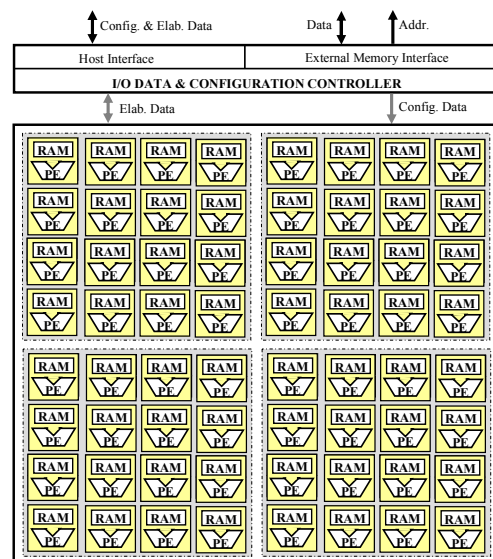 Config. & Elab. Data Data Addr.
Host Interface External Memory Interface
I/O DATA & CONFIGURATION CONTROLLER
Elab. Data Config. Data
RAM RAM RAM RAM RAM RAM RAM RAM
PE PE PE PE PE PE PE PE
RAM RAM RAM RAM RAM RAM RAM RAM
PE PE PE PE PE PE PE PE
RAM RAM RAM RAM RAM RAM RAM RAM
PE PE PE PE PE PE PE PE
RAM RAM RAM RAM RAM RAM RAM RAM
PE PE PE PE PE PE PE PE
RAM RAM RAM RAM RAM RAM RAM RAM
PE PE PE PE PE PE PE PE
RAM RAM RAM RAM RAM RAM RAM RAM
PE PE PE PE PE PE PE PE
RAM RAM RAM RAM RAM RAM RAM RAM
PE PE PE PE PE PE PE PE
RAM RAM RAM RAM RAM RAM RAM RAM
PE PE PE PE PE PE PE PE